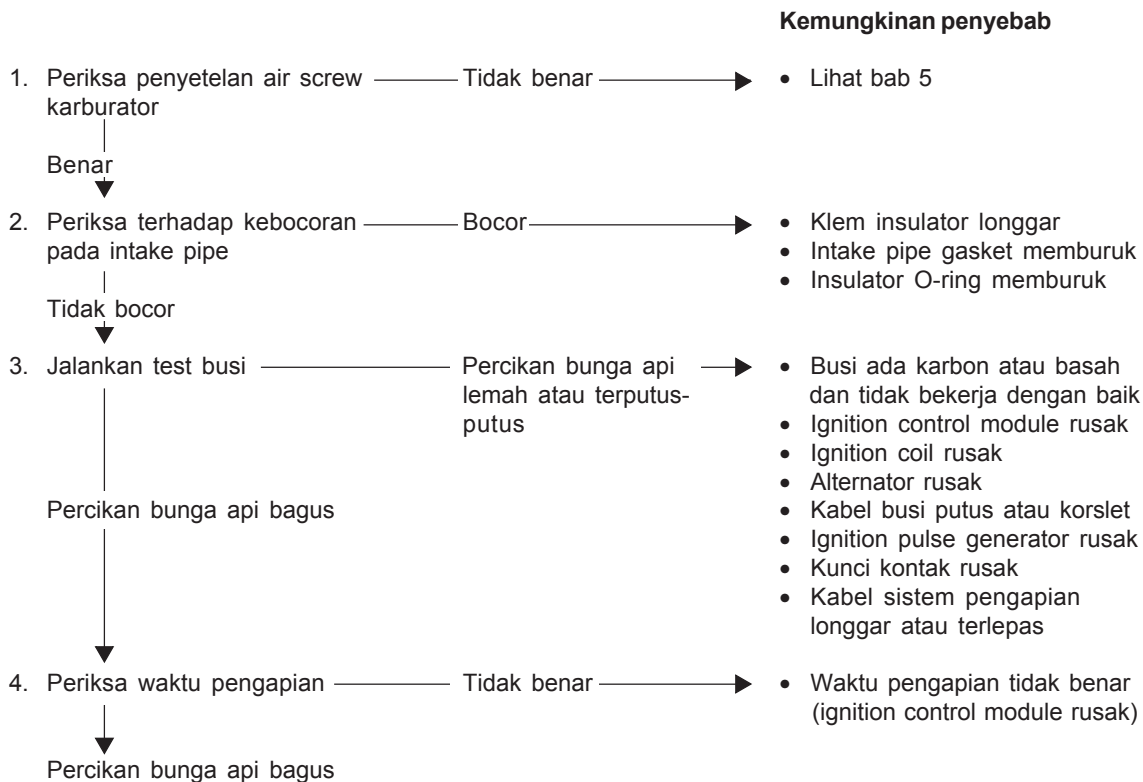 Kemungkinan penyebab
1. Periksa penyetelan air screw
karburator
Tidak benar
• Lihat bab 5
Benar
2. Periksa terhadap kebocoran
pada intake pipe
Bocor
• Klem insulator longgar
• Intake pipe gasket memburuk
• Insulator O-ring memburuk
Tidak bocor
3. Jalankan test busi
Percikan bunga api
lemah atau terputus-
putus
• Busi ada karbon atau basah
dan tidak bekerja dengan baik
• Ignition control module rusak
• Ignition coil rusak
• Alternator rusak
• Kabel busi putus atau korslet
• Ignition pulse generator rusak
• Kunci kontak rusak
• Kabel sistem pengapian
longgar atau terlepas
Percikan bunga api bagus
4. Periksa waktu pengapian
Tidak benar
• Waktu pengapian tidak benar
(ignition control module rusak)
Percikan bunga api bagus